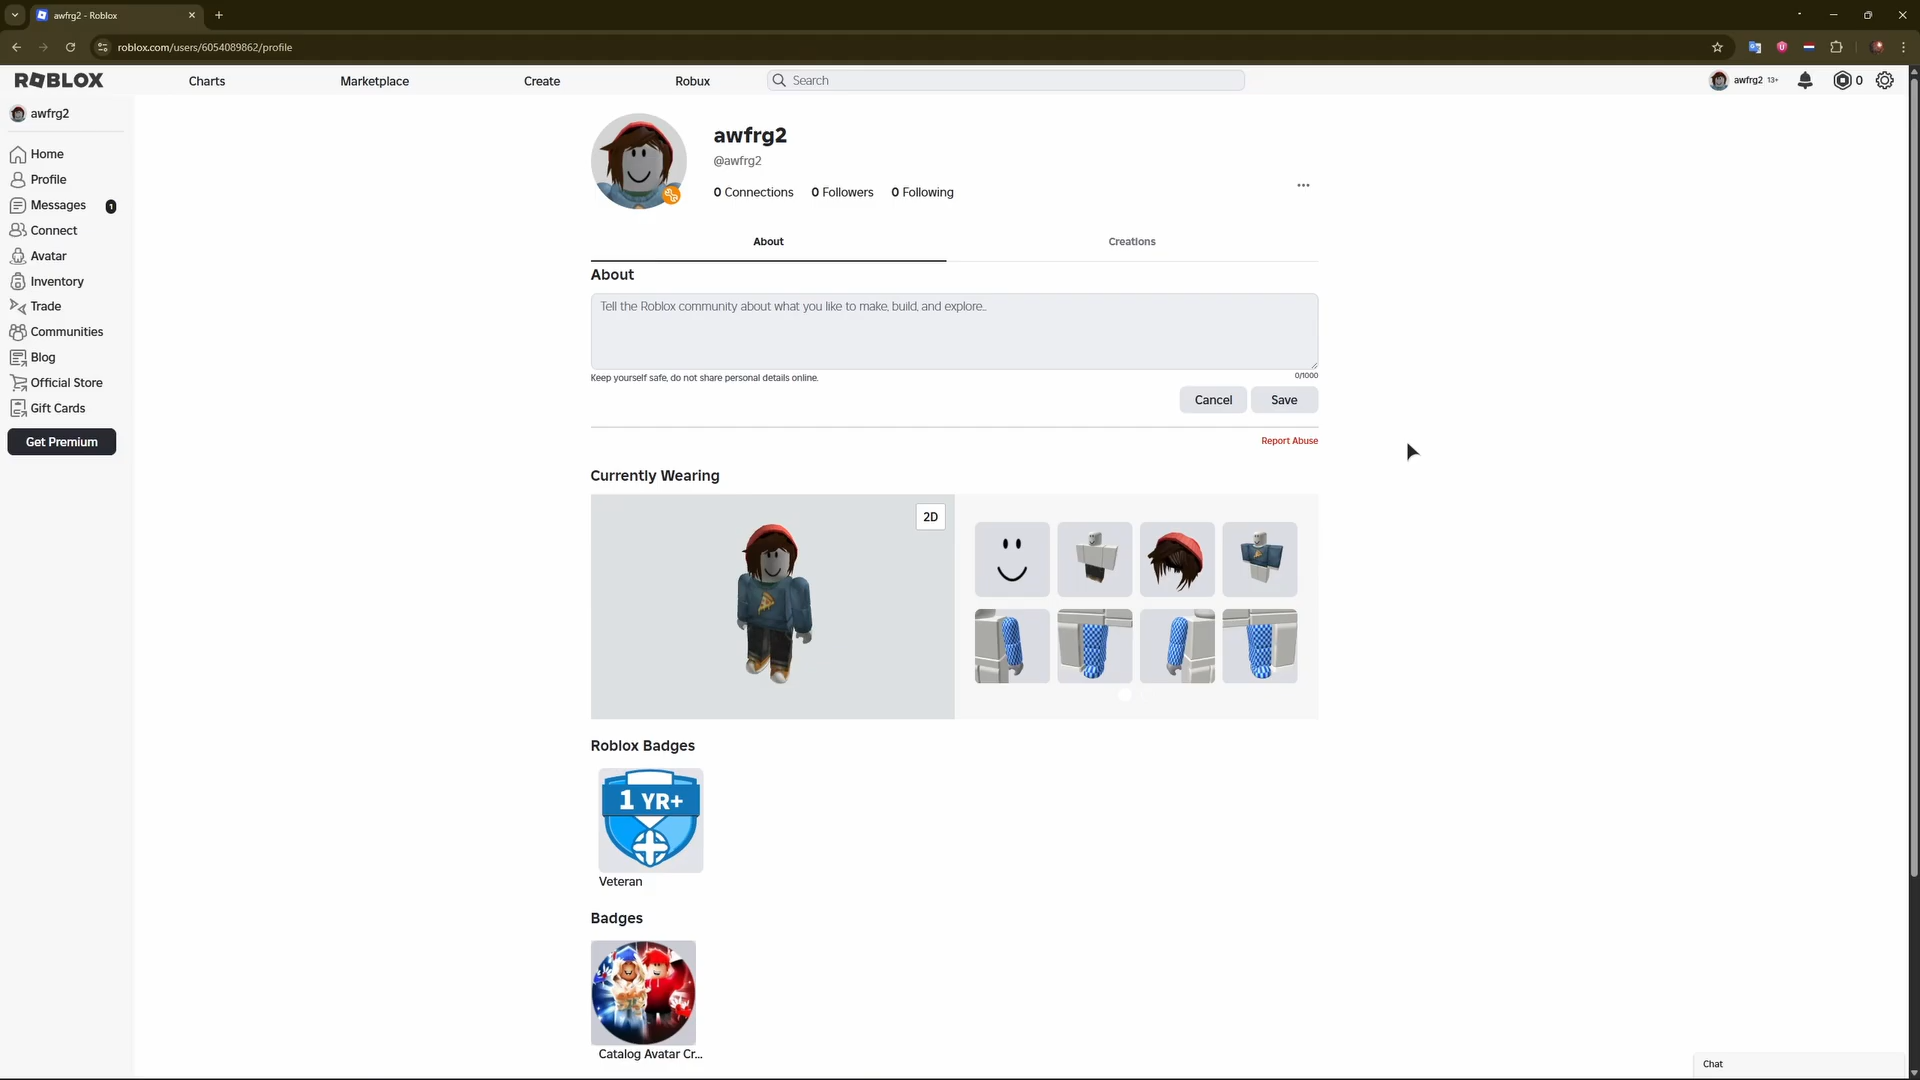 awfrg2 - Roblox
roblox.com/users/6054089862/profile
ROBLOX
Charts
Marketplace
Create
Robux
Search
awfrg2 13+
0
awfrg2
Home
Profile
Messages
1
Connect
Avatar
Inventory
Trade
Communities
Blog
Official Store
Gift Cards
Get Premium
awfrg2
@awfrg2
0 Connections 0 Followers 0 Following
About
Creations
About
Tell the Roblox community about what you like to make, build, and explore...
Keep yourself safe, do not share personal details online.
0/1000
Cancel
Save
Report Abuse
Currently Wearing
2D
Roblox Badges
1 YR+
Veteran
Badges
Catalog Avatar Cr...
Chat